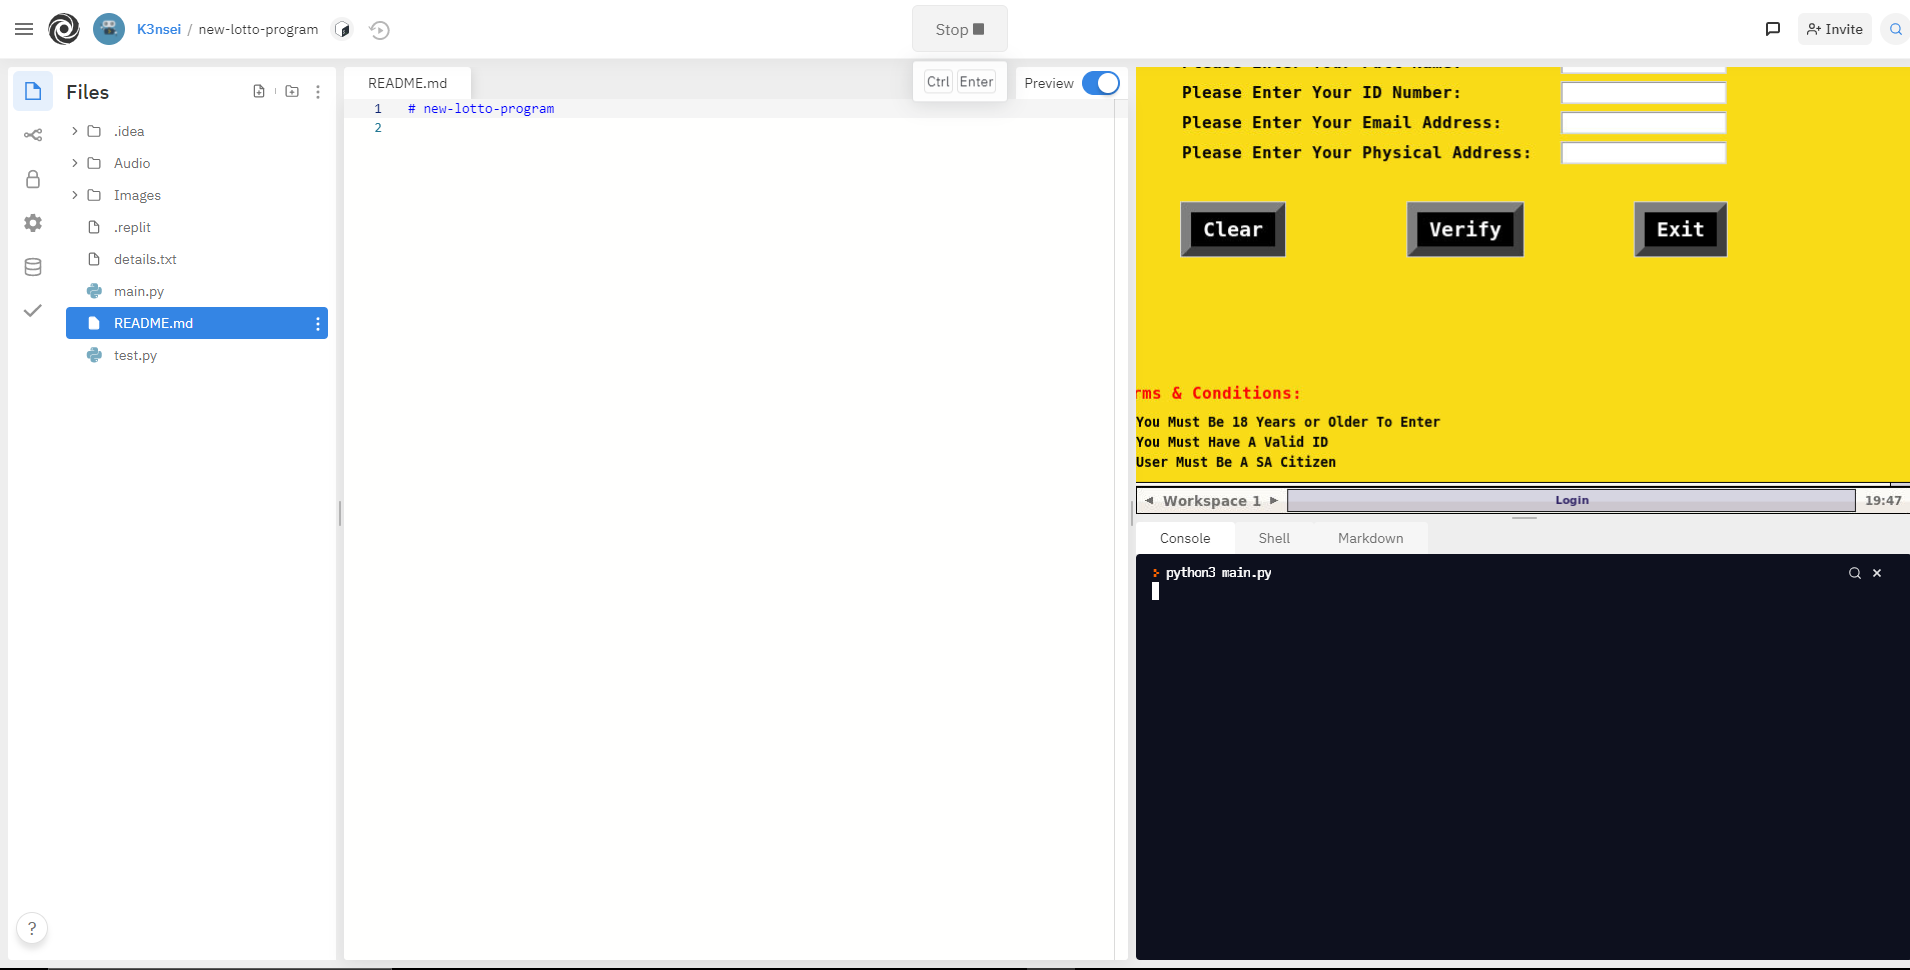 K3nsei / new-lotto-program
Stop
Invite
Ctrl Enter
Files
.idea
Audio
Images
.replit
details.txt
main.py
README.md
test.py
?
README.md
Preview
1 # new-lotto-program
2
Please Enter Your ID Number:
Please Enter Your Email Address:
Please Enter Your Physical Address:
Clear Verify Exit
rms & Conditions:
You Must Be 18 Years or Older To Enter
You Must Have A Valid ID
User Must Be A SA Citizen
Workspace 1 Login 19:47
Console Shell Markdown
python3 main.py